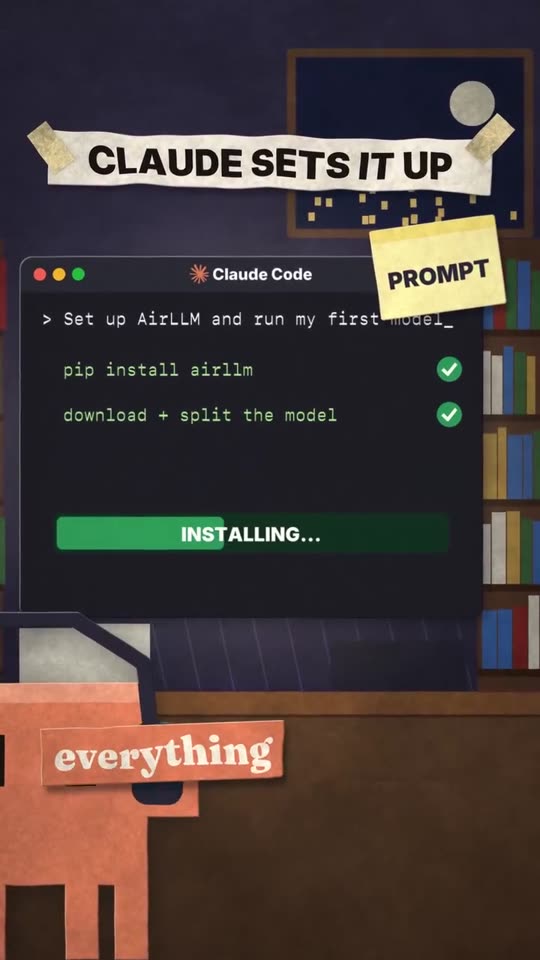 CLAUDE SETS IT UP
PROMPT
Claude Code
> Set up AirLLM and run my first model_
pip install airllm
download + split the model
INSTALLING...
everything